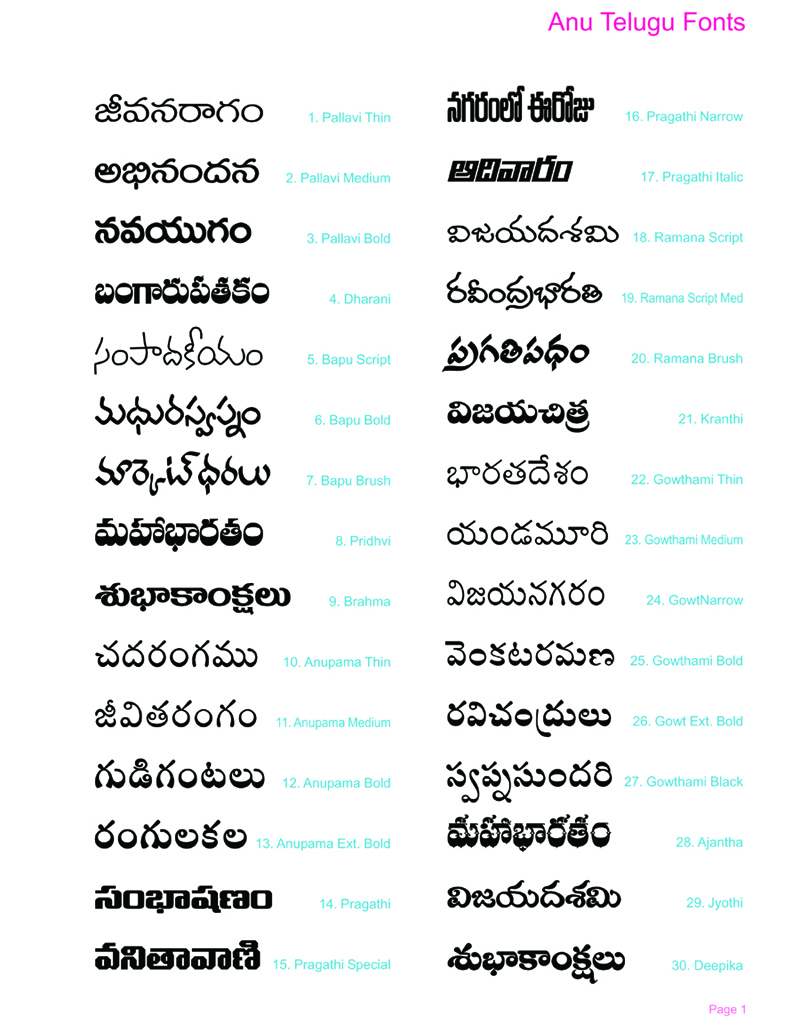 Anu Telugu Fonts
జీవనరాగం 1. Pallavi Thin
అభినందన 2. Pallavi Medium
నవయుగం 3. Pallavi Bold
బంగారుపతకం 4. Dharani
సంపాదకీయం 5. Bapu Script
మధురస్వప్నం 6. Bapu Bold
మార్కెట్ ధరలు 7. Bapu Brush
మహాభారతం 8. Pridhvi
శుభాకాంక్షలు 9. Brahma
చదరంగము 10. Anupama Thin
జీవితరంగం 11. Anupama Medium
గుడిగంటలు 12. Anupama Bold
రంగులకల 13. Anupama Ext. Bold
సంభాషణం 14. Pragathi
వనితావాణి 15. Pragathi Special
నగరంలో ఈరోజు 16. Pragathi Narrow
ఆదివారం 17. Pragathi Italic
విజయదశమి 18. Ramana Script
రవీంద్రభారతి 19. Ramana Script Med
ప్రగతిపధం 20. Ramana Brush
విజయచిత్ర 21. Kranthi
భారతదేశం 22. Gowthami Thin
యండమూరి 23. Gowthami Medium
విజయనగరం 24. GowtNarrow
వెంకటరమణ 25. Gowthami Bold
రవిచంద్రులు 26. Gowt Ext. Bold
స్వప్నసుందరి 27. Gowthami Black
మహాభారతం 28. Ajantha
విజయదశమి 29. Jyothi
శుభాకాంక్షలు 30. Deepika
Page 1